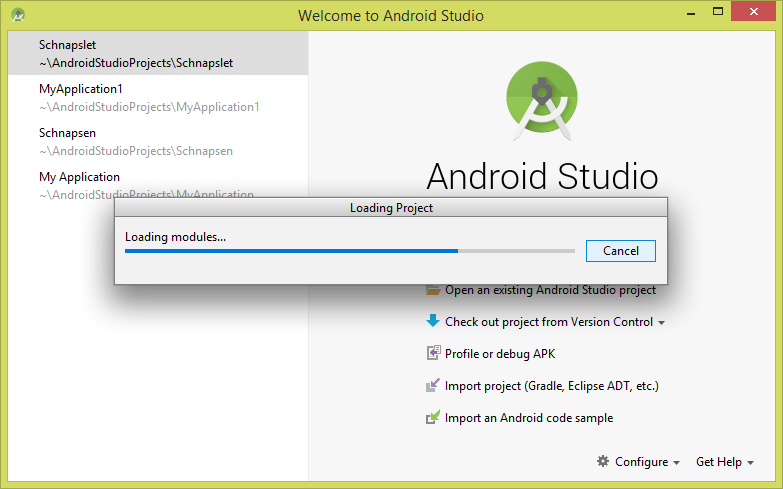 Welcome to Android Studio
Schnapslet
~\AndroidStudioProjects\Schnapslet
MyApplication1
~\AndroidStudioProjects\MyApplication1
Schnapsen
~\AndroidStudioProjects\Schnapsen
My Application
~\AndroidStudioProjects\MyApplication
Android Studio
Loading Project
Loading modules...
Cancel
Open an existing Android Studio project
Check out project from Version Control
Profile or debug APK
Import project (Gradle, Eclipse ADT, etc.)
Import an Android code sample
Configure
Get Help